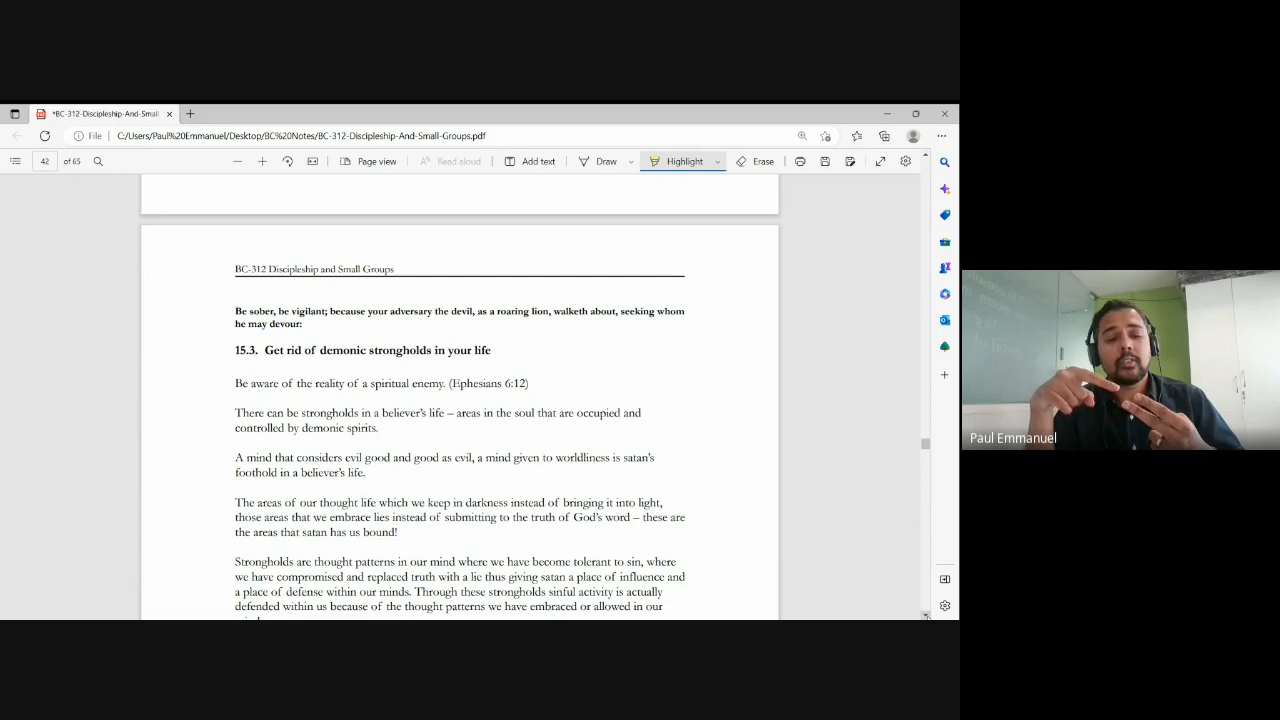 *BC-312-Discipleship-And-Small
File
C:/Users/Paul%20Emmanuel/Desktop/BC%20Notes/BC-312-Discipleship-And-Small-Groups.pdf
42 of 65
Page view
Read aloud
Add text
Draw
Highlight
Erase
BC-312 Discipleship and Small Groups
Be sober, be vigilant; because your adversary the devil, as a roaring lion, walketh about, seeking whom
he may devour:
15.3. Get rid of demonic strongholds in your life
Be aware of the reality of a spiritual enemy. (Ephesians 6:12)
There can be strongholds in a believer's life – areas in the soul that are occupied and
controlled by demonic spirits.
A mind that considers evil good and good as evil, a mind given to worldliness is satan's
foothold in a believer's life.
The areas of our thought life which we keep in darkness instead of bringing it into light,
those areas that we embrace lies instead of submitting to the truth of God's word – these are
the areas that satan has us bound!
Strongholds are thought patterns in our mind where we have become tolerant to sin, where
we have compromised and replaced truth with a lie thus giving satan a place of influence and
a place of defense within our minds. Through these strongholds sinful activity is actually
defended within us because of the thought patterns we have embraced or allowed in our
Paul Emmanuel